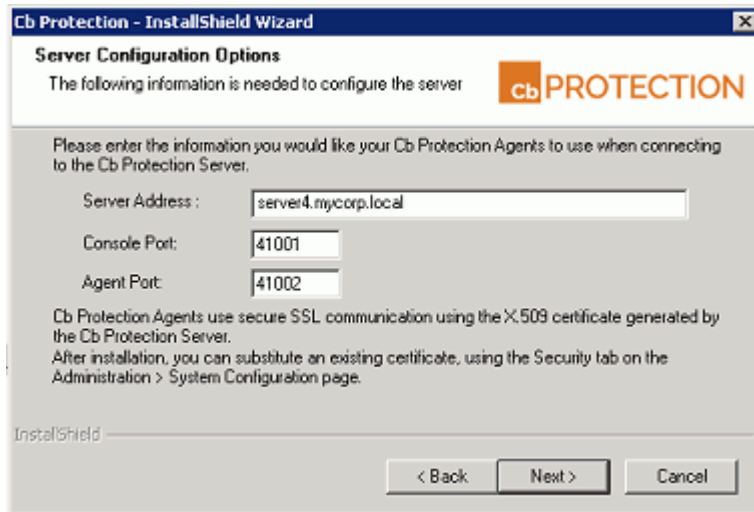 Cb Protection - InstallShield Wizard
Server Configuration Options
The following information is needed to configure the server
Cb PROTECTION
Please enter the information you would like your Cb Protection Agents to use when connecting
to the Cb Protection Server.
Server Address : server4.mycorp.local
Console Port: 41001
Agent Port: 41002
Cb Protection Agents use secure SSL communication using the X.509 certificate generated by
the Cb Protection Server.
After installation, you can substitute an existing certificate, using the Security tab on the
Administration > System Configuration page.
InstallShield
< Back Next > Cancel